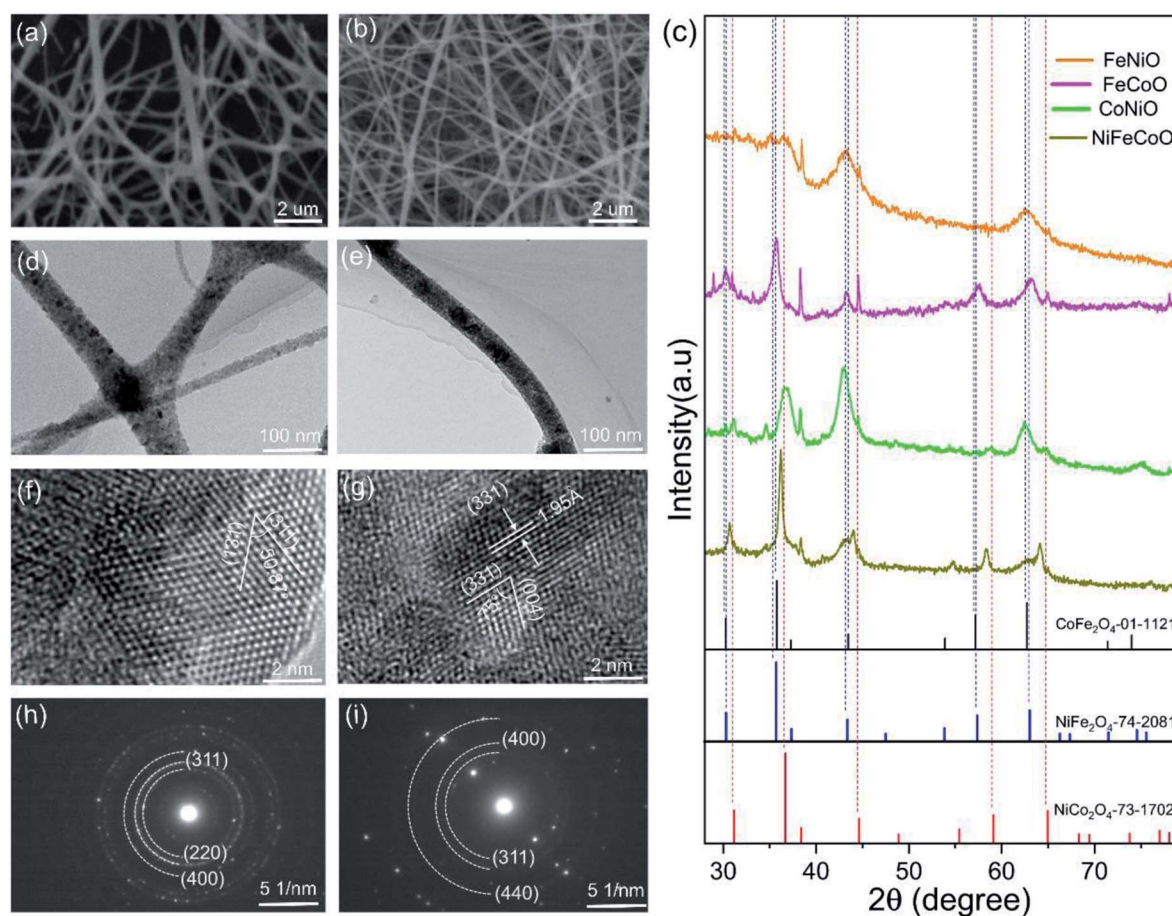 (a)
2 um
(b)
2 um
(c)
FeNiO
FeCoO
CoNiO
NiFeCoO
(d)
100 nm
(e)
100 nm
(f)
(131)
(311)
50.8°
2 nm
(g)
(331)
1.95Å
(331)
(004)
2 nm
(h)
(311)
(220)
(400)
5 1/nm
(i)
(400)
(311)
(440)
5 1/nm
Intensity(a.u)
CoFe₂O₄-01-1121
NiFe₂O₄-74-2081
NiCo₂O₄-73-1702
30 40 50 60 70
2θ (degree)